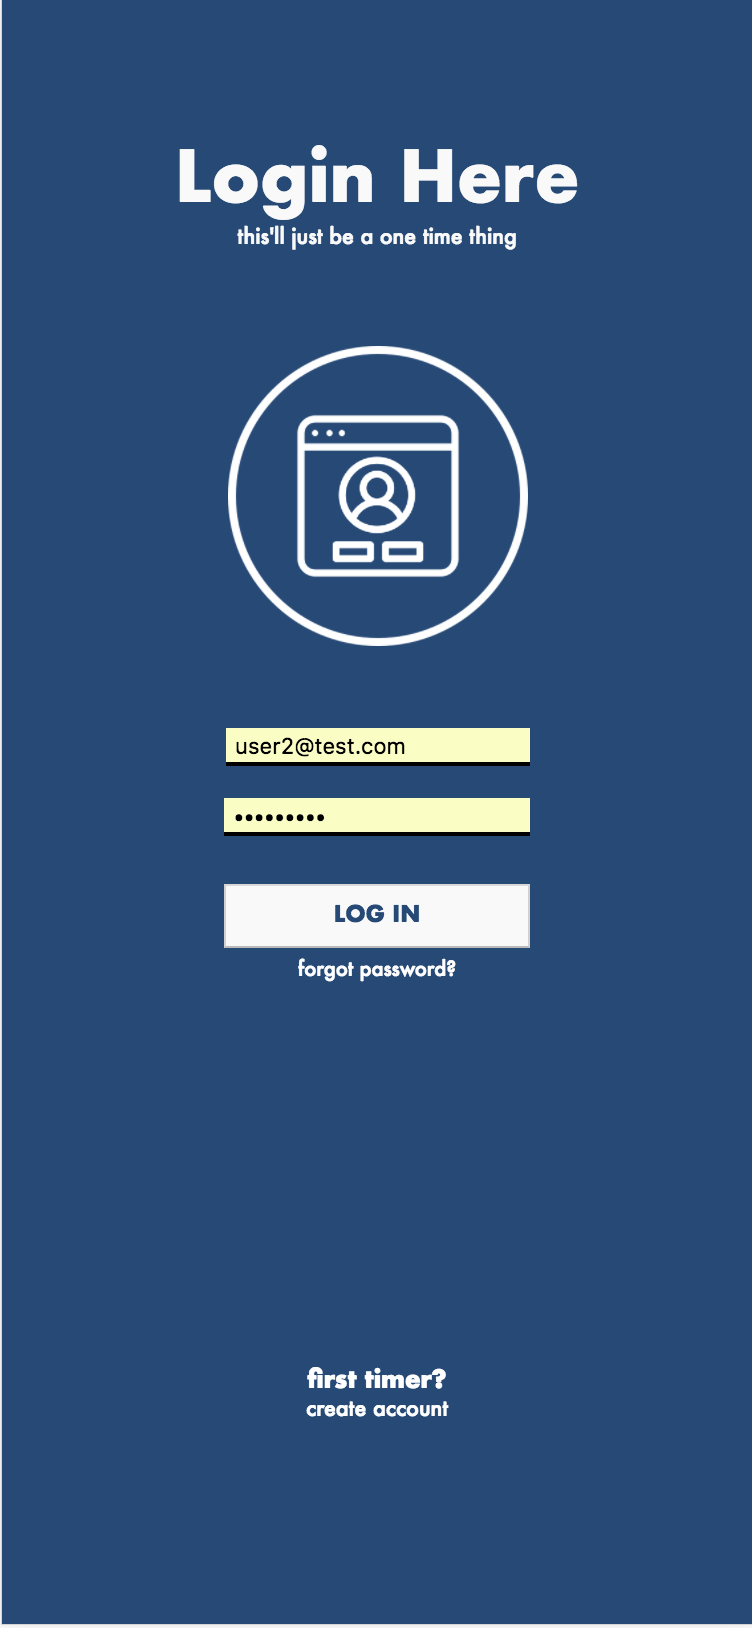 Login Here
this'll just be a one time thing
user2@test.com
•••••••••
LOG IN
forgot password?
first timer?
create account